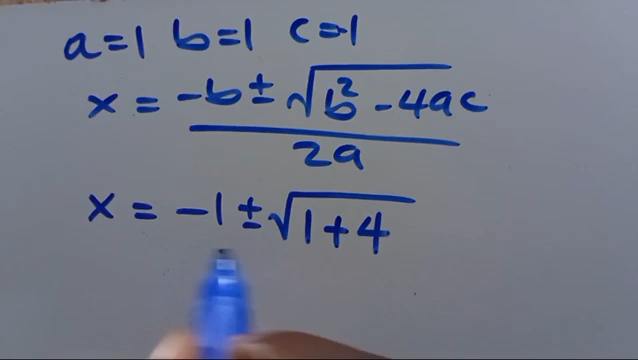 a=1 b=1 c=-1
x = -b ± √b² - 4ac
2a
x = -1 ± √1+4